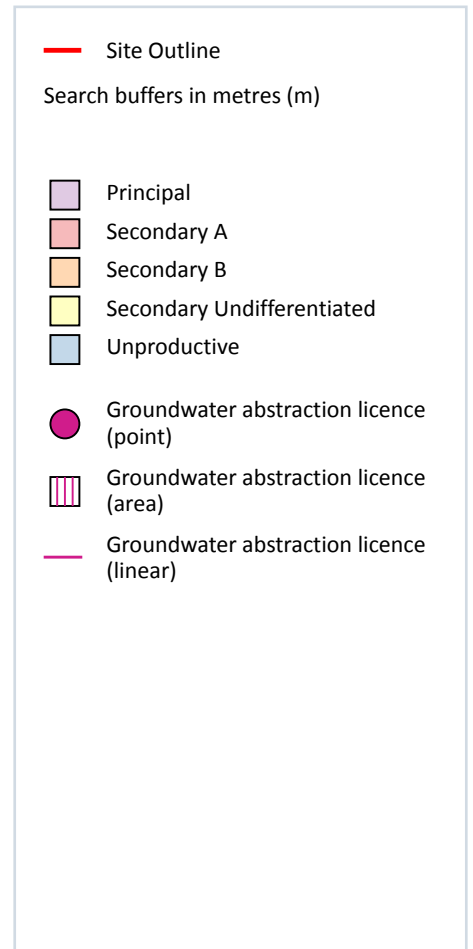 Site Outline
Search buffers in metres (m)
Principal
Secondary A
Secondary B
Secondary Undifferentiated
Unproductive
Groundwater abstraction licence
(point)
Groundwater abstraction licence
(area)
Groundwater abstraction licence
(linear)